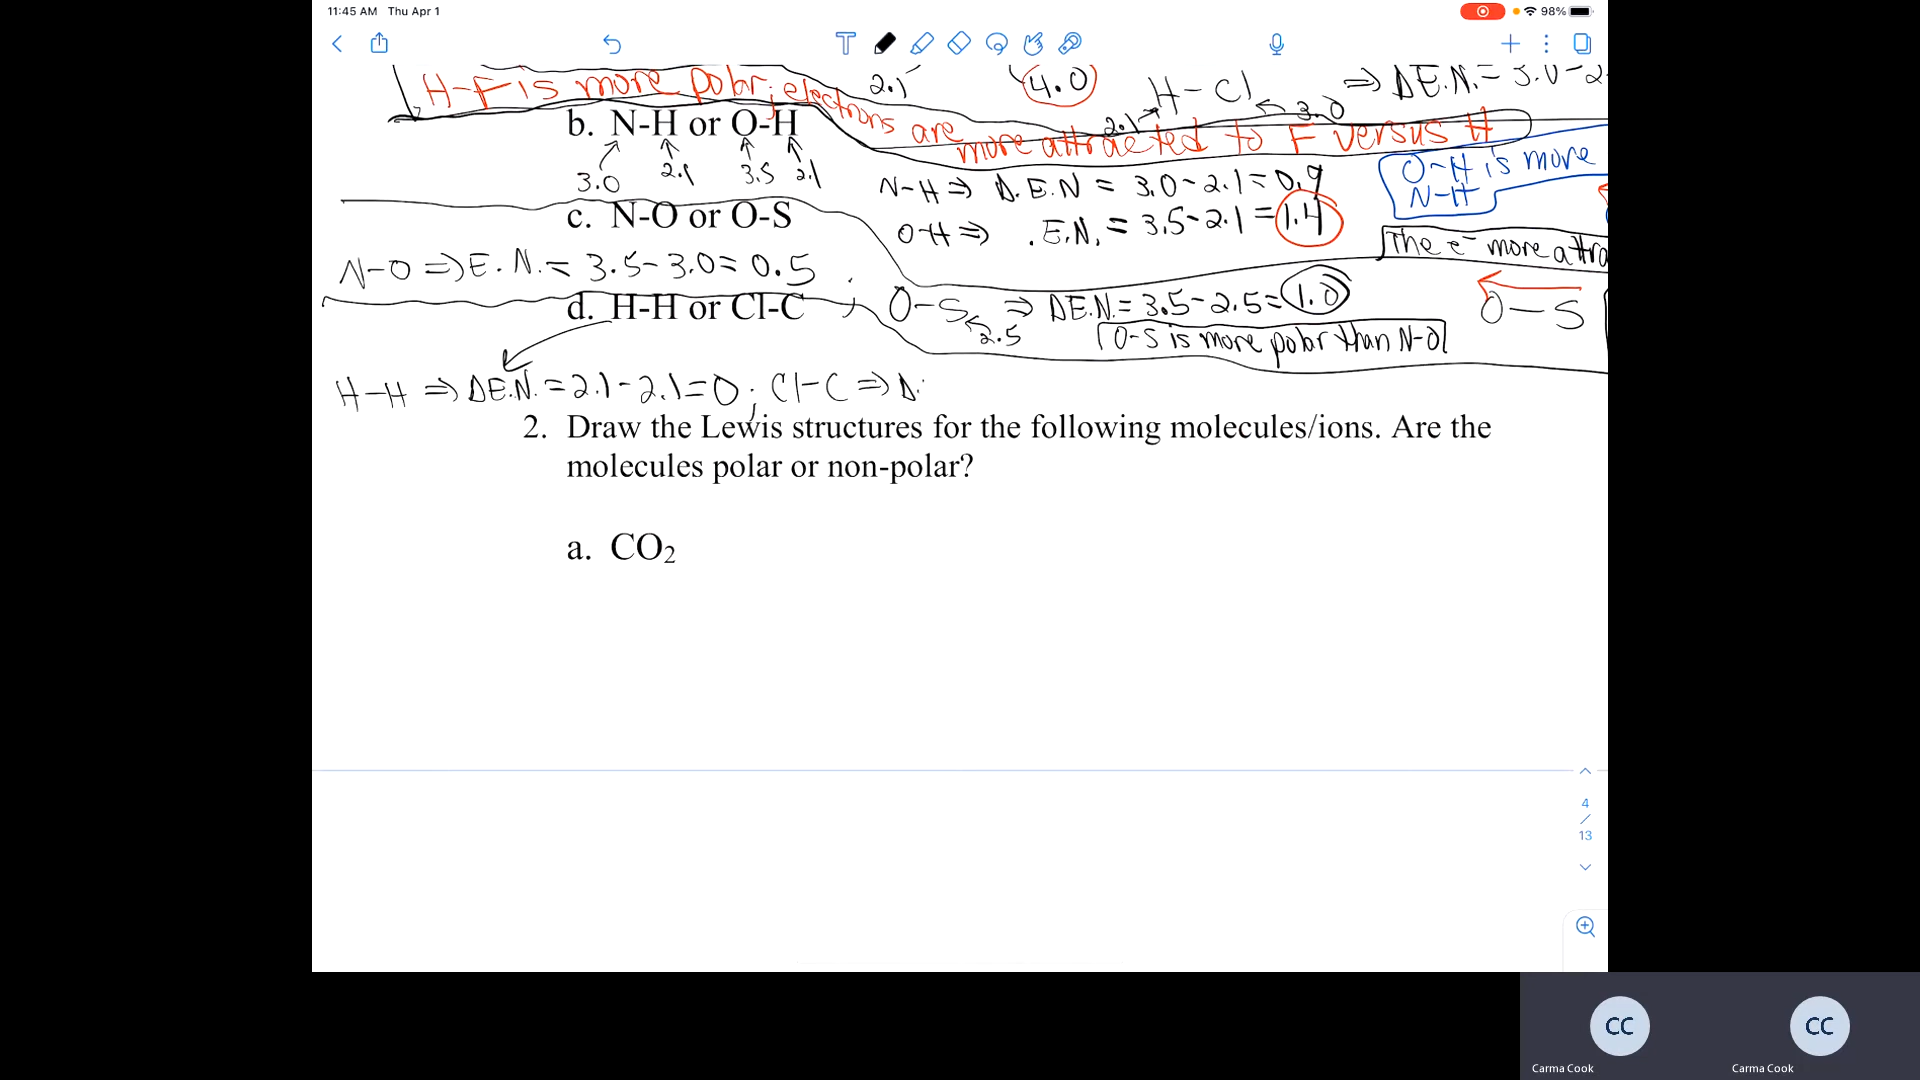 11:45 AM Thu Apr 1
98%
H-F is more polar; electrons are more attracted to F versus H
2.1
4.0
H-Cl
2.1
3.0
⇒ ΔE.N. = 3.0-2
b. N-H or O-H
3.0 2.1 3.5 2.1
N-H ⇒ Δ.E.N = 3.0-2.1=0.9
O-H ⇒ .E.N. = 3.5-2.1 =1.4
O-H is more
N-H
The e⁻ more attra
c. N-O or O-S
N-O ⇒ E.N. = 3.5-3.0= 0.5 ;
O-S ⇒ ΔE.N.= 3.5-2.5=1.0
2.5
O-S is more polar than N-O
O-S
d. H-H or Cl-C
H-H ⇒ ΔE.N. =2.1-2.1=0; Cl-C ⇒ Δ.
2. Draw the Lewis structures for the following molecules/ions. Are the
molecules polar or non-polar?
a. CO₂
4
/
13
CC CC
Carma Cook Carma Cook